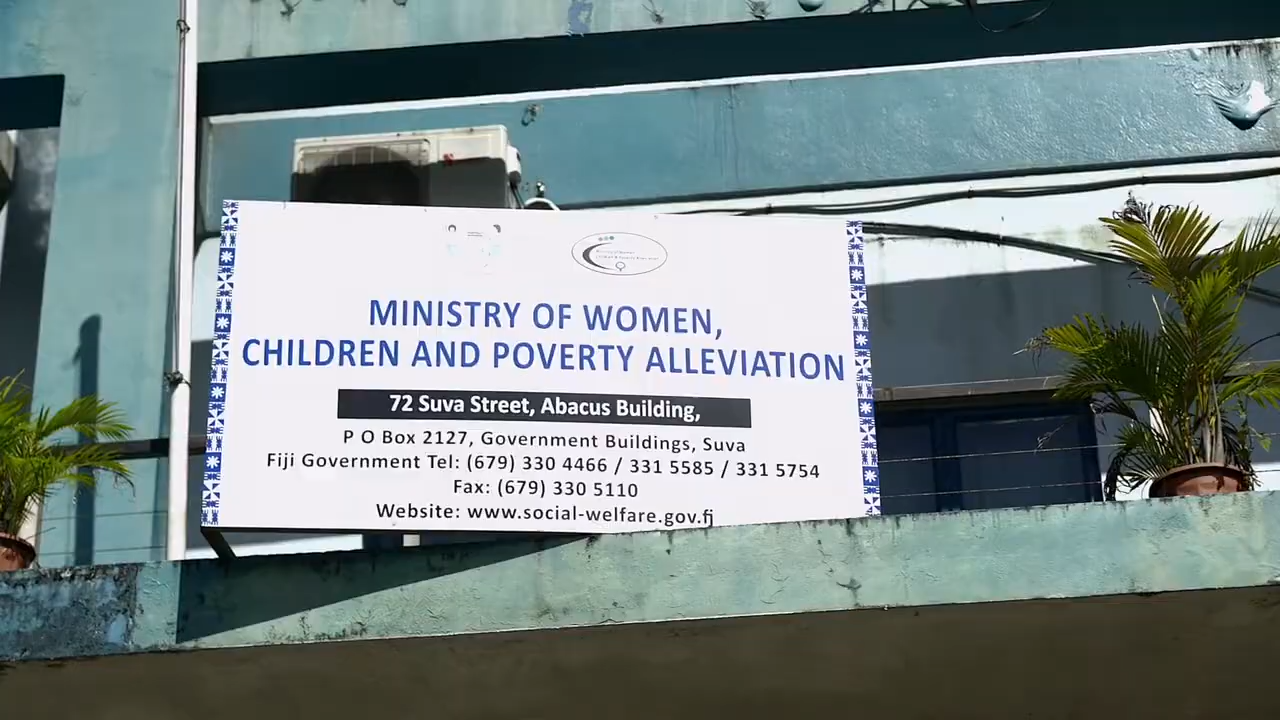 MINISTRY OF WOMEN,
CHILDREN AND POVERTY ALLEVIATION
72 Suva Street, Abacus Building,
P O Box 2127, Government Buildings, Suva
Fiji Government Tel: (679) 330 4466 / 331 5585 / 331 5754
Fax: (679) 330 5110
Website: www.social-welfare.gov.fj